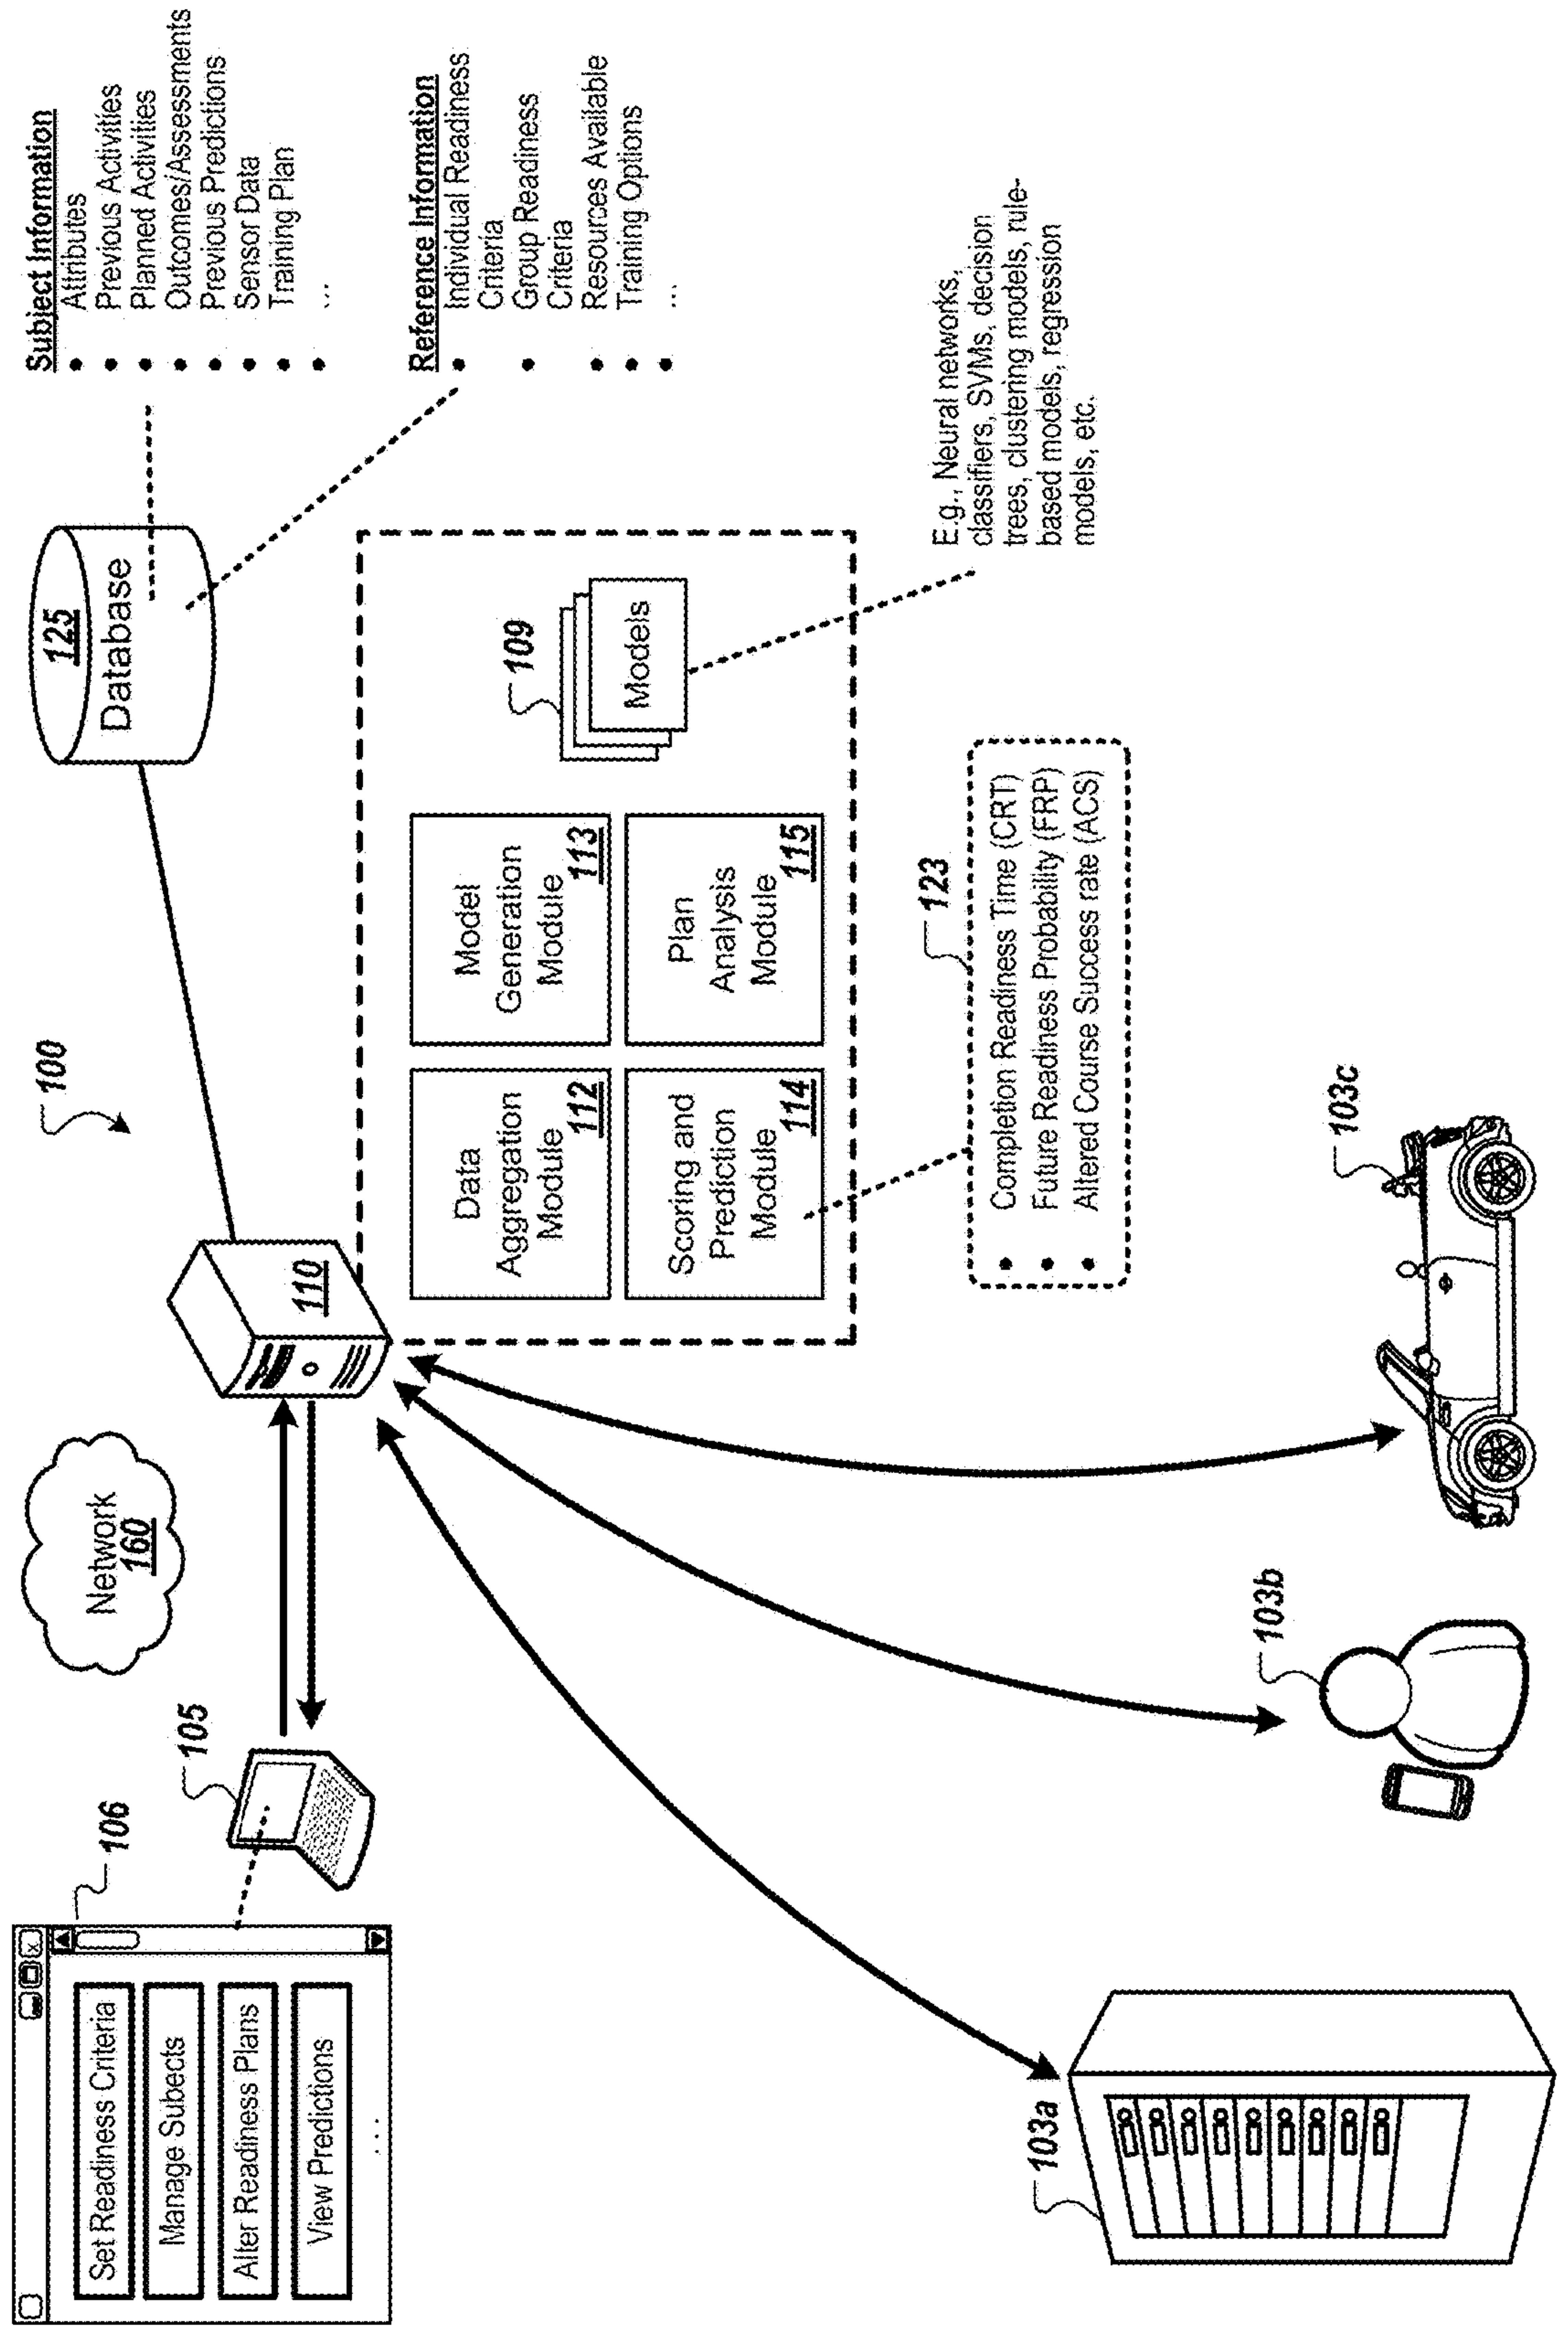 100
106
Set Readiness Criteria
Manage Subects
Alter Readiness Plans
View Predictions
...
105
Network
160
110
125
Database
Subject Information
• Attributes
• Previous Activities
• Planned Activities
• Outcomes/Assessments
• Previous Predictions
• Sensor Data
• Training Plan
• ...
Reference Information
• Individual Readiness
Criteria
• Group Readiness
Criteria
• Resources Available
• Training Options
• ...
Data
Aggregation
Module
112
Model
Generation
Module
113
Scoring and
Prediction
Module
114
Plan
Analysis
Module
115
109
Models
E.g., Neural networks,
classifiers, SVMs, decision
trees, clustering models, rule-
based models, regression
models, etc.
123
• Completion Readiness Time (CRT)
• Future Readiness Probability (FRP)
• Altered Course Success rate (ACS)
103a
103b
103c